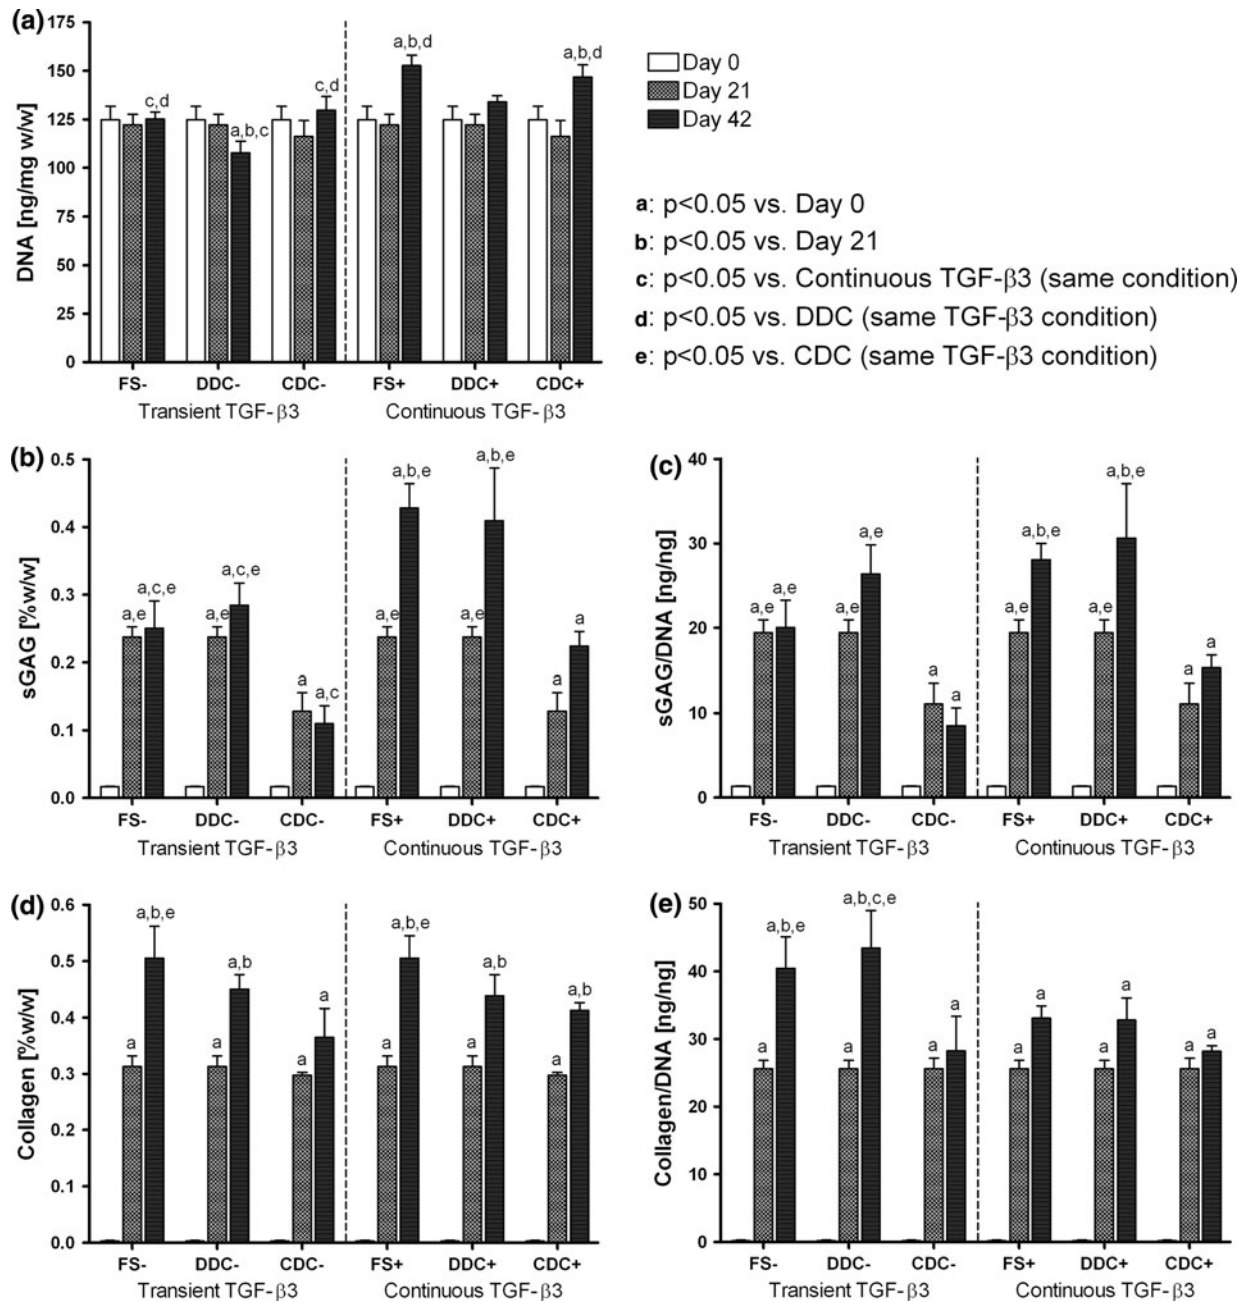 (a)
DNA [ng/mg w/w]
175
150
125
100
75
50
25
0
c,d
a,b,c
c,d
a,b,d
a,b,d
FS- DDC- CDC- FS+ DDC+ CDC+
Transient TGF-β3 Continuous TGF-β3
Day 0
Day 21
Day 42
a: p<0.05 vs. Day 0
b: p<0.05 vs. Day 21
c: p<0.05 vs. Continuous TGF-β3 (same condition)
d: p<0.05 vs. DDC (same TGF-β3 condition)
e: p<0.05 vs. CDC (same TGF-β3 condition)
(b)
sGAG [%w/w]
0.5
0.4
0.3
0.2
0.1
0.0
a,e
a,c,e
a,e
a,c,e
a
a,c
a,e
a,b,e
a,e
a,b,e
a
a
FS- DDC- CDC- FS+ DDC+ CDC+
Transient TGF-β3 Continuous TGF-β3
(c)
sGAG/DNA [ng/ng]
40
30
20
10
0
a,e
a,e
a,e
a,e
a
a
a,e
a,b,e
a,e
a,b,e
a
a
FS- DDC- CDC- FS+ DDC+ CDC+
Transient TGF-β3 Continuous TGF-β3
(d)
Collagen [%w/w]
0.6
0.5
0.4
0.3
0.2
0.1
0.0
a
a,b,e
a
a,b
a
a
a
a,b,e
a
a,b
a
a,b
FS- DDC- CDC- FS+ DDC+ CDC+
Transient TGF-β3 Continuous TGF-β3
(e)
Collagen/DNA [ng/ng]
50
40
30
20
10
0
a
a,b,e
a
a,b,c,e
a
a
a
a
a
a
a
a
FS- DDC- CDC- FS+ DDC+ CDC+
Transient TGF-β3 Continuous TGF-β3